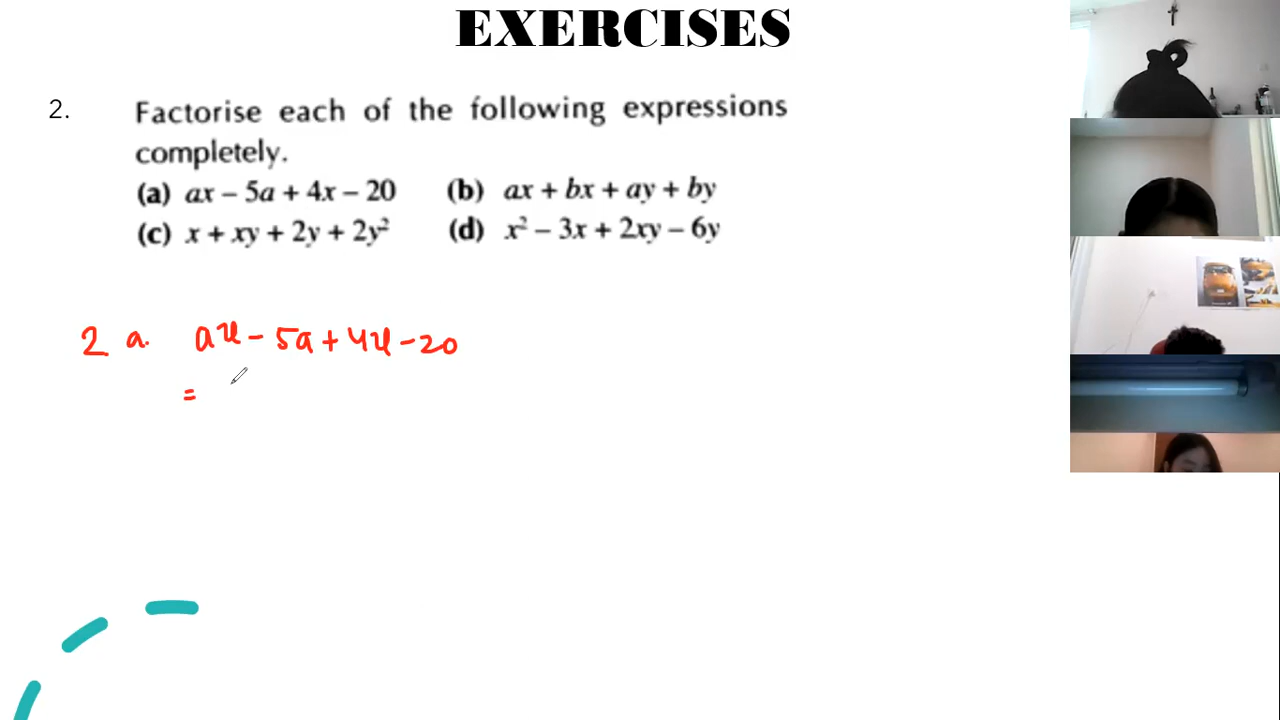 EXERCISES
2. Factorise each of the following expressions
completely.
(a) ax – 5a + 4x – 20 (b) ax + bx + ay + by
(c) x + xy + 2y + 2y² (d) x² – 3x + 2xy – 6y
2 a. ax – 5a + 4x – 20
=